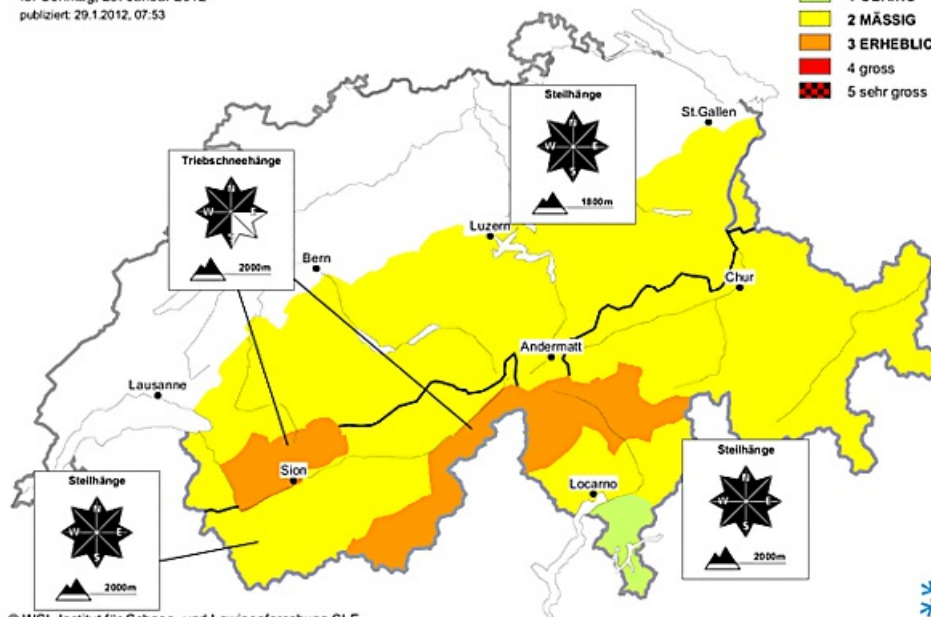 publiziert: 29.1.2012, 07:53
2 MÄSSIG
3 ERHEBLIC
4 gross
5 sehr gross
Steilhänge
N
W E
S
1800m
St.Gallen
Triebschneehänge
N
W E
2000m
Luzern
Bern
Chur
Andermatt
Lausanne
Sion
Locarno
Steilhänge
N
W E
S
2000m
Steilhänge
N
W E
S
2000m